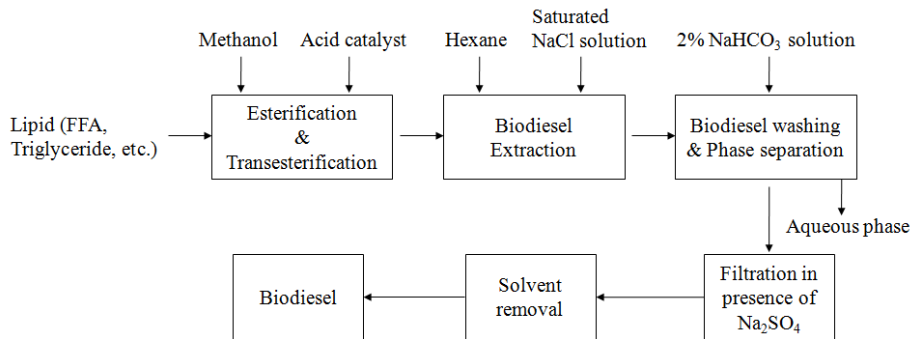 Methanol
Acid catalyst
Hexane
Saturated
NaCl solution
2% NaHCO₃ solution
Lipid (FFA,
Triglyceride, etc.)
Esterification
&
Transesterification
Biodiesel
Extraction
Biodiesel washing
& Phase separation
Aqueous phase
Biodiesel
Solvent
removal
Filtration in
presence of
Na₂SO₄